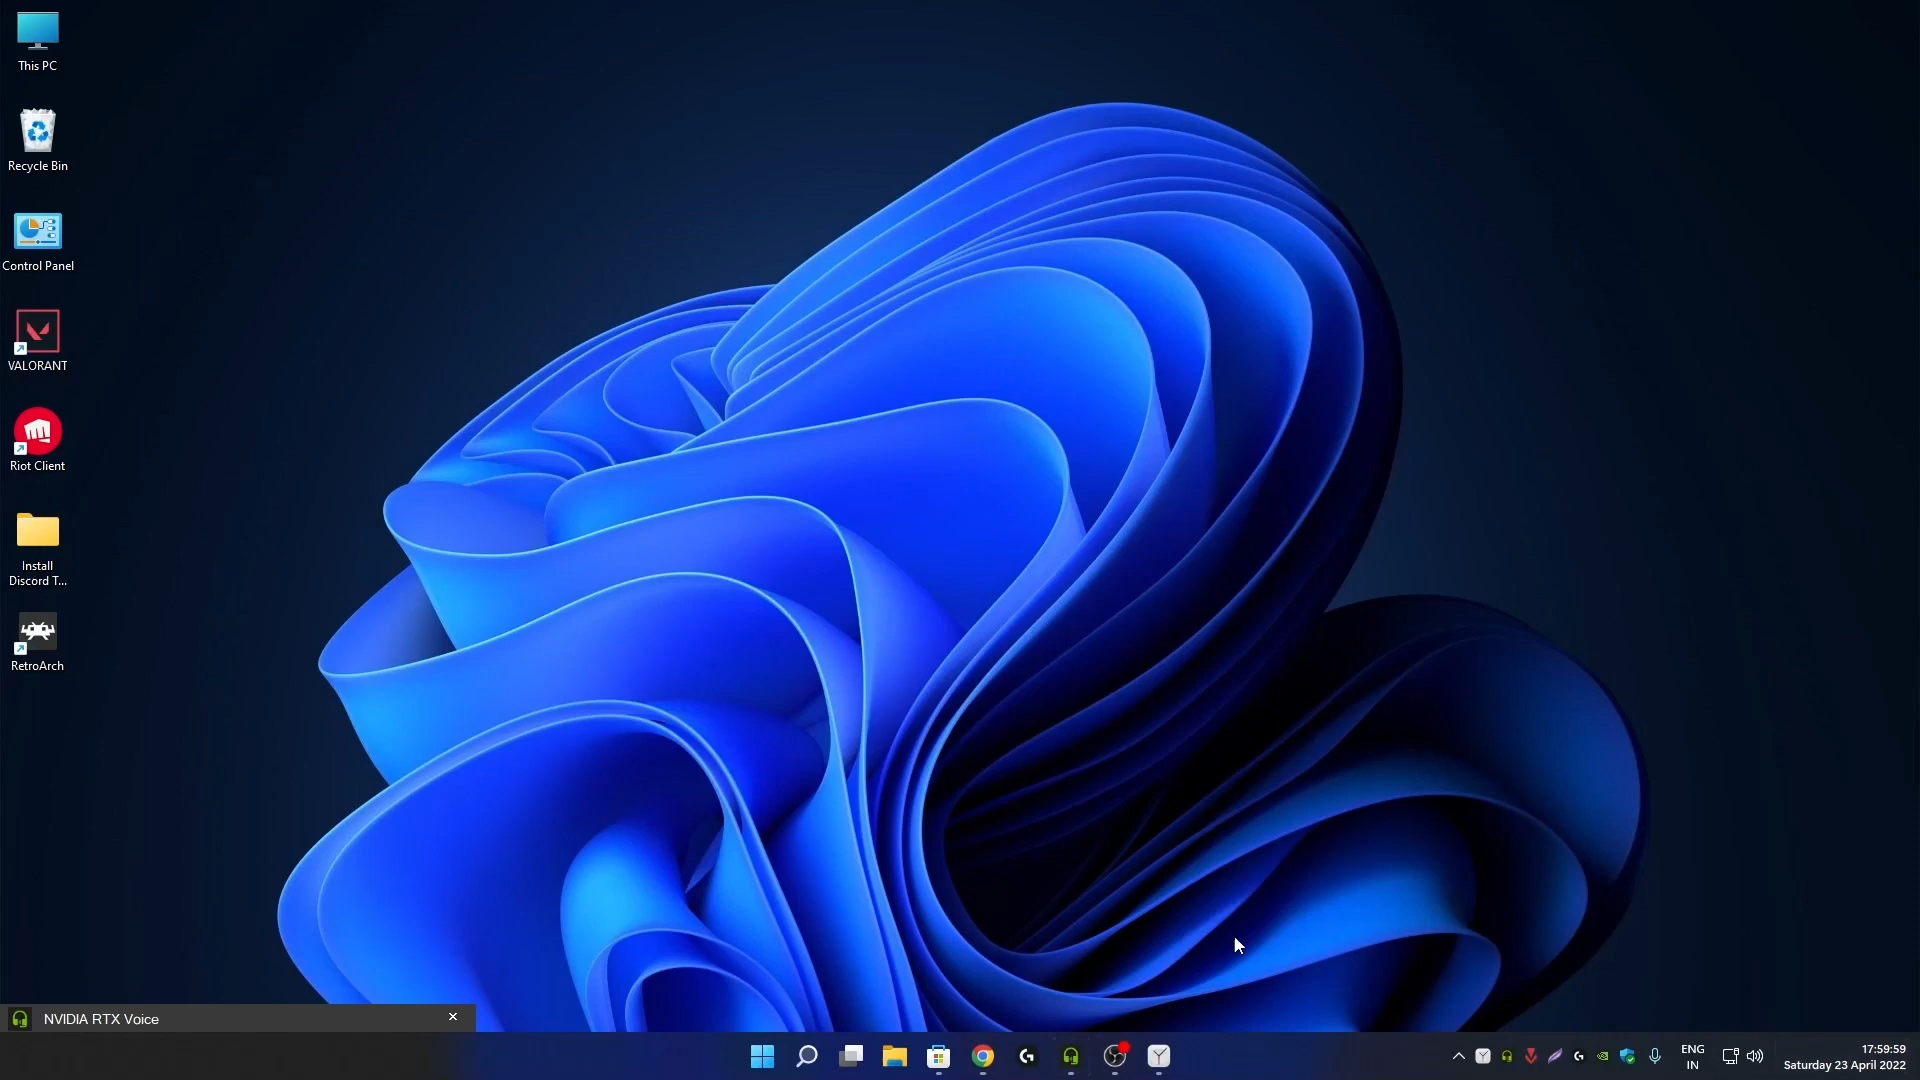 This PC
Recycle Bin
Control Panel
VALORANT
Riot Client
Install
Discord T...
RetroArch
NVIDIA RTX Voice
ENG
IN
17:59:59
Saturday 23 April 2022